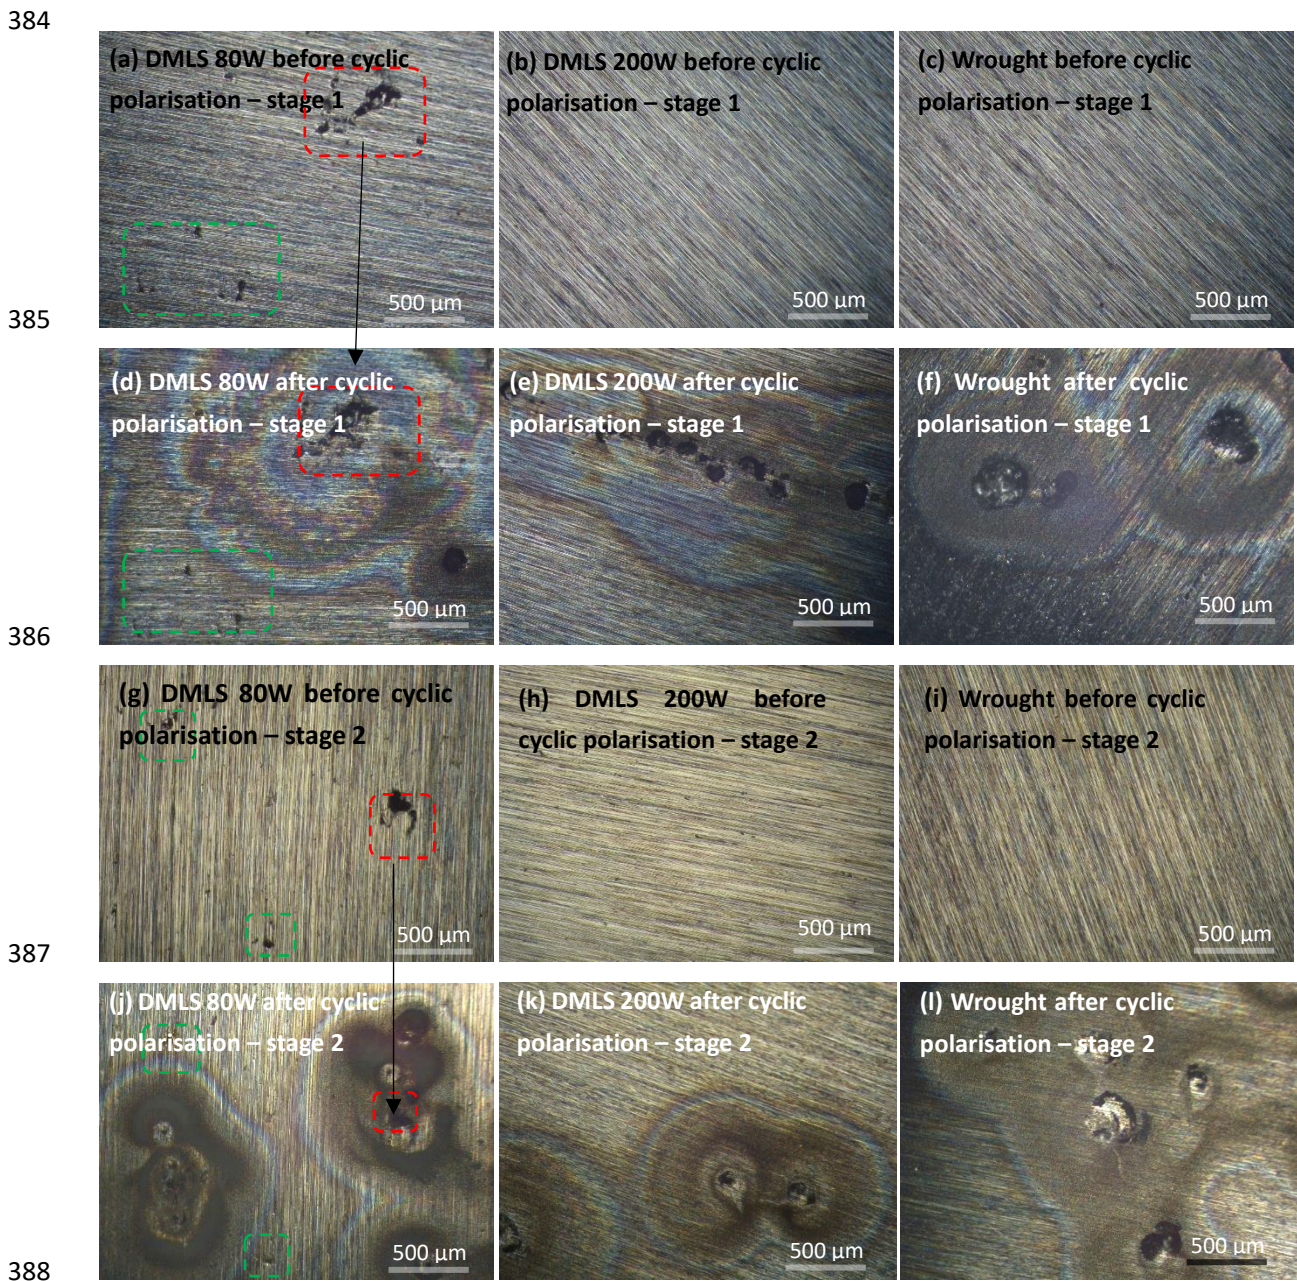 384
(a) DMLS 80W before cyclic
polarisation – stage 1
500 µm
(b) DMLS 200W before cyclic
polarisation – stage 1
500 µm
(c) Wrought before cyclic
polarisation – stage 1
500 µm
385
(d) DMLS 80W after cyclic
polarisation – stage 1
500 µm
(e) DMLS 200W after cyclic
polarisation – stage 1
500 µm
(f) Wrought after cyclic
polarisation – stage 1
500 µm
386
(g) DMLS 80W before cyclic
polarisation – stage 2
500 µm
(h) DMLS 200W before
cyclic polarisation – stage 2
500 µm
(i) Wrought before cyclic
polarisation – stage 2
500 µm
387
(j) DMLS 80W after cyclic
polarisation – stage 2
500 µm
(k) DMLS 200W after cyclic
polarisation – stage 2
500 µm
(l) Wrought after cyclic
polarisation – stage 2
500 µm
388